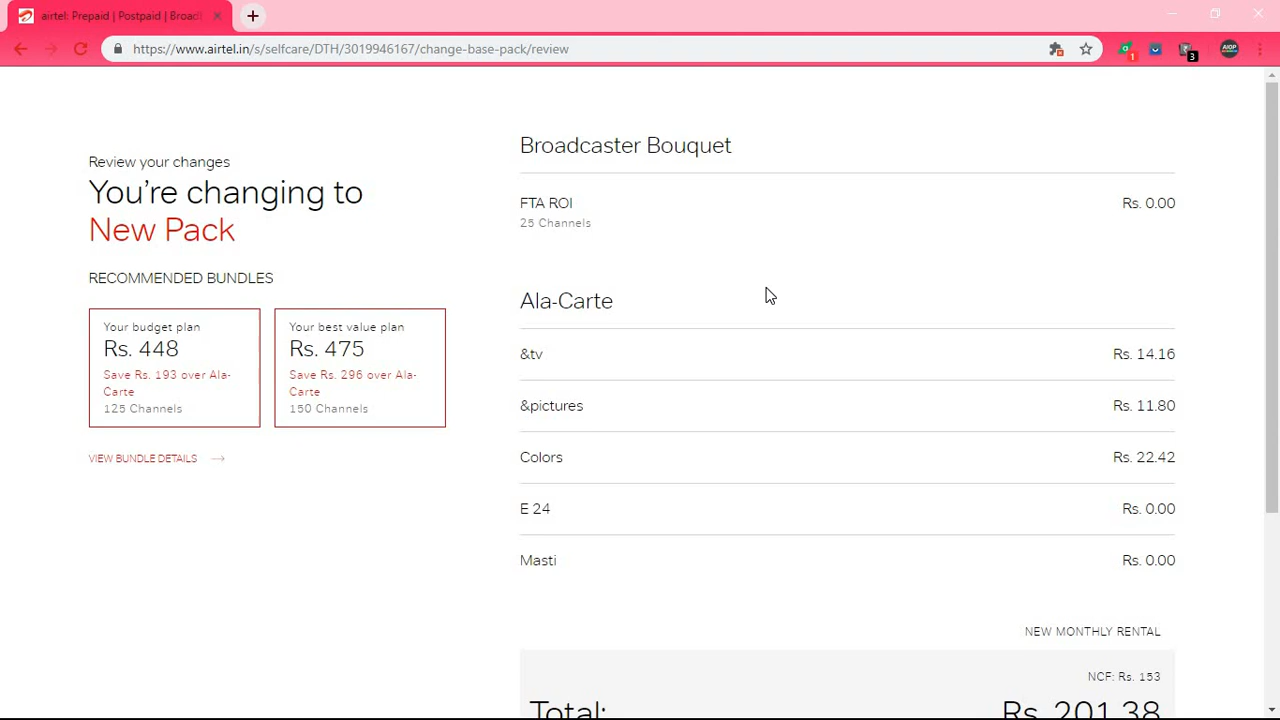 airtel: Prepaid | Postpaid | Broad
https://www.airtel.in/s/selfcare/DTH/3019946167/change-base-pack/review
1
3
AIOP
Review your changes
You're changing to
New Pack
RECOMMENDED BUNDLES
Your budget plan
Rs. 448
Save Rs. 193 over Ala-
Carte
125 Channels
Your best value plan
Rs. 475
Save Rs. 296 over Ala-
Carte
150 Channels
VIEW BUNDLE DETAILS
Broadcaster Bouquet
FTA ROI Rs. 0.00
25 Channels
Ala-Carte
&tv Rs. 14.16
&pictures Rs. 11.80
Colors Rs. 22.42
E 24 Rs. 0.00
Masti Rs. 0.00
NEW MONTHLY RENTAL
NCF: Rs. 153
Total: Rs. 201.38